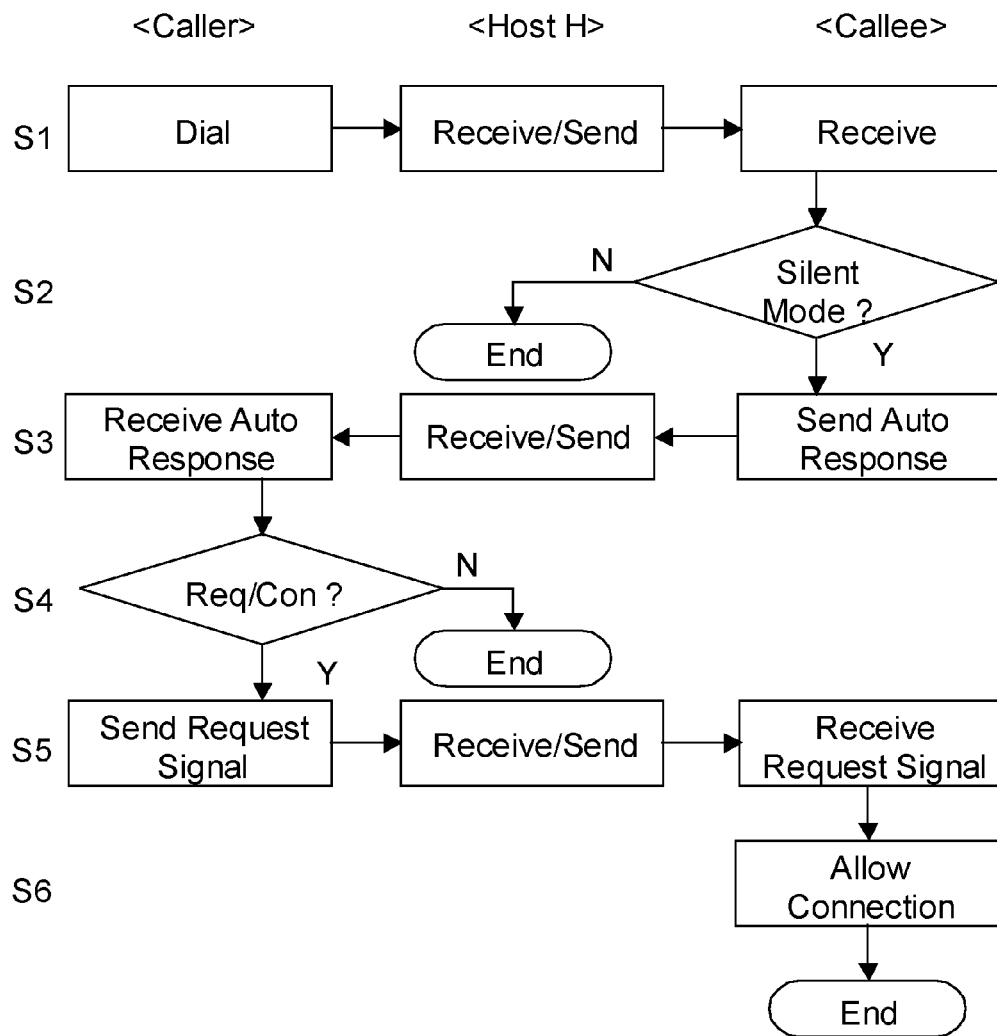 <Caller> <Host H> <Callee>
S1 Dial Receive/Send Receive
S2 N Silent
Mode ?
End Y
S3 Receive Auto
Response
Receive/Send
Send Auto
Response
S4 Req/Con ? N
End
Y
S5 Send Request
Signal
Receive/Send
Receive
Request Signal
S6 Allow
Connection
End